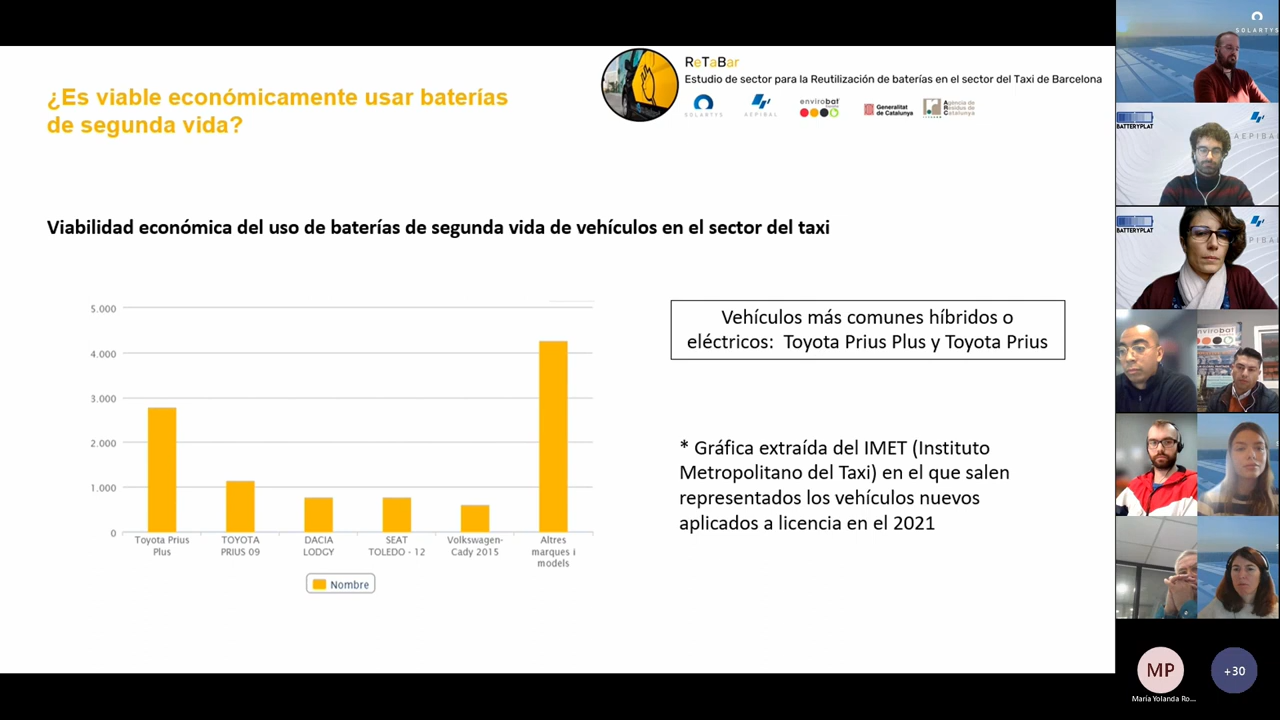 ¿Es viable económicamente usar baterías
de segunda vida?
ReTaBar
Estudio de sector para la Reutilización de baterías en el sector del Taxi de Barcelona
SOLARTYS
AEPIBAL
envirobat
Generalitat
de Catalunya
Agència de
Residus de
Catalunya
Viabilidad económica del uso de baterías de segunda vida de vehículos en el sector del taxi
5.000
4.000
3.000
2.000
1.000
0
Toyota Prius
Plus
TOYOTA
PRIUS 09
DACIA
LODGY
SEAT
TOLEDO - 12
Volkswagen-
Cady 2015
Altres
marques i
models
Nombre
Vehículos más comunes híbridos o
eléctricos: Toyota Prius Plus y Toyota Prius
* Gráfica extraída del IMET (Instituto
Metropolitano del Taxi) en el que salen
representados los vehículos nuevos
aplicados a licencia en el 2021
SOLARTYS
BATTERYPLAT
AEPIBAL
BATTERYPLAT
envirobat
MP
+30
María Yolanda Ro...